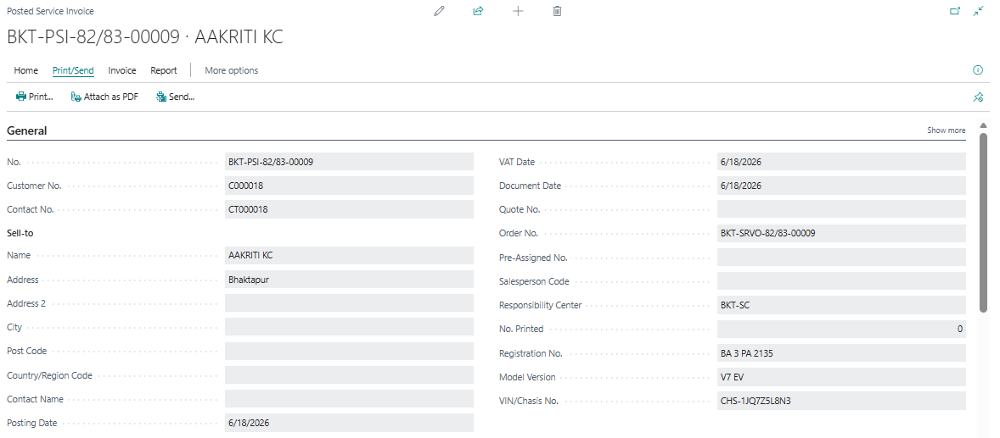 Posted Service Invoice
BKT-PSI-82/83-00009 · AAKRITI KC
Home Print/Send Invoice Report More options
Print... Attach as PDF Send...
General Show more
No. BKT-PSI-82/83-00009
Customer No. C000018
Contact No. CT000018
Sell-to
Name AAKRITI KC
Address Bhaktapur
Address 2
City
Post Code
Country/Region Code
Contact Name
Posting Date 6/18/2026
VAT Date 6/18/2026
Document Date 6/18/2026
Quote No.
Order No. BKT-SRVO-82/83-00009
Pre-Assigned No.
Salesperson Code
Responsibility Center BKT-SC
No. Printed 0
Registration No. BA 3 PA 2135
Model Version V7 EV
VIN/Chasis No. CHS-1JQ7Z5L8N3